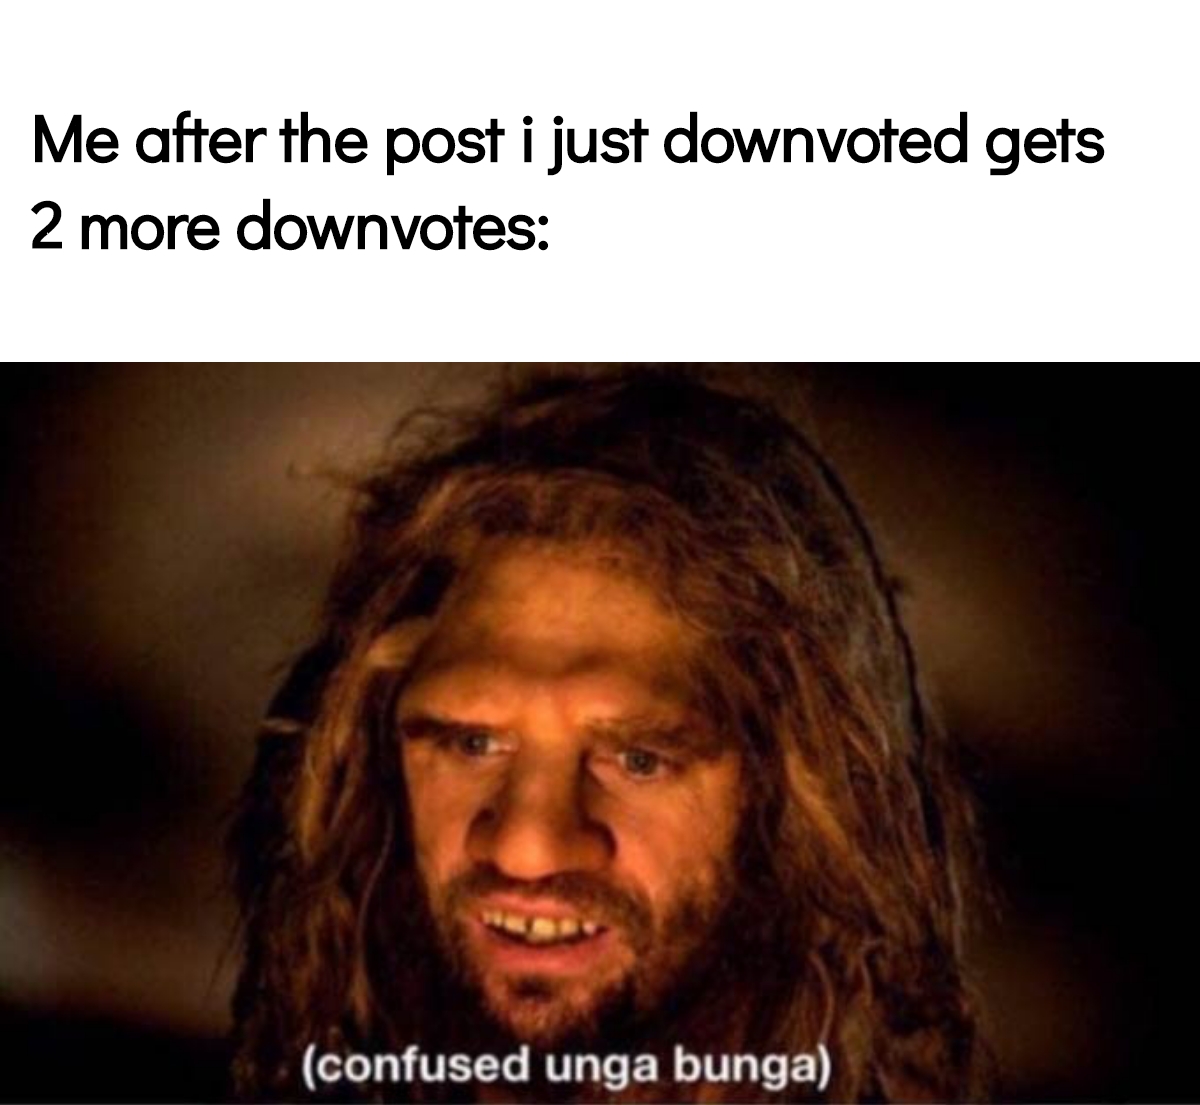 Me after the post i just downvoted gets
2 more downvotes:
(confused unga bunga)